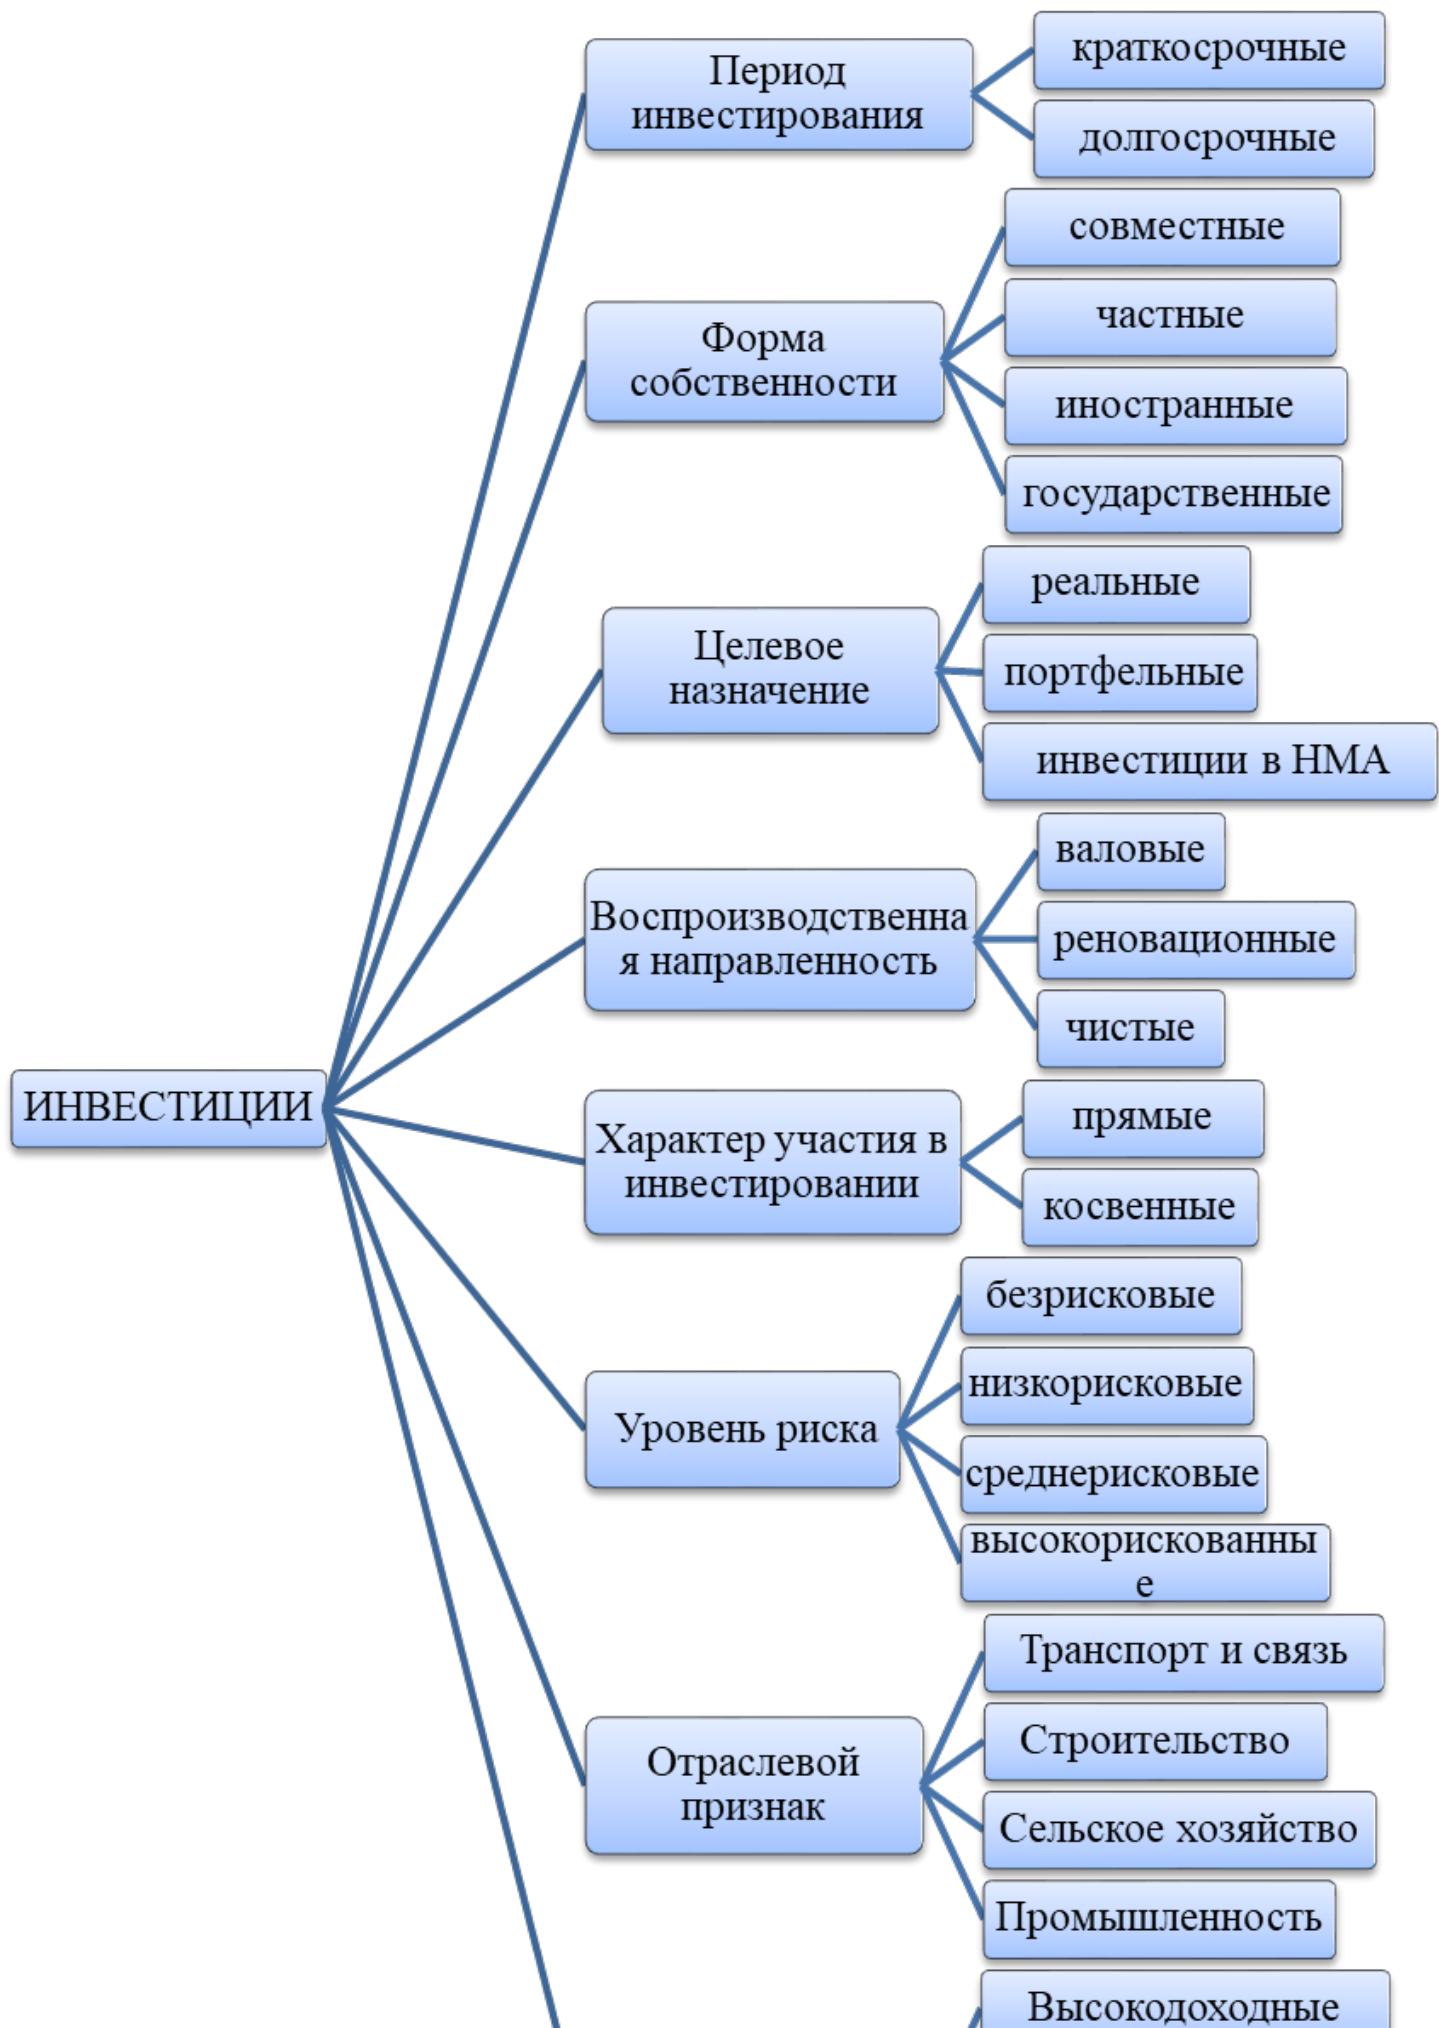 ИНВЕСТИЦИИ
Период
инвестирования
краткосрочные
долгосрочные
Форма
собственности
совместные
частные
иностранные
государственные
Целевое
назначение
реальные
портфельные
инвестиции в НМА
Воспроизводственна
я направленность
валовые
реновационные
чистые
Характер участия в
инвестировании
прямые
косвенные
Уровень риска
безрисковые
низкорисковые
среднерисковые
высокорискованны
е
Отраслевой
признак
Транспорт и связь
Строительство
Сельское хозяйство
Промышленность
Высокодоходные